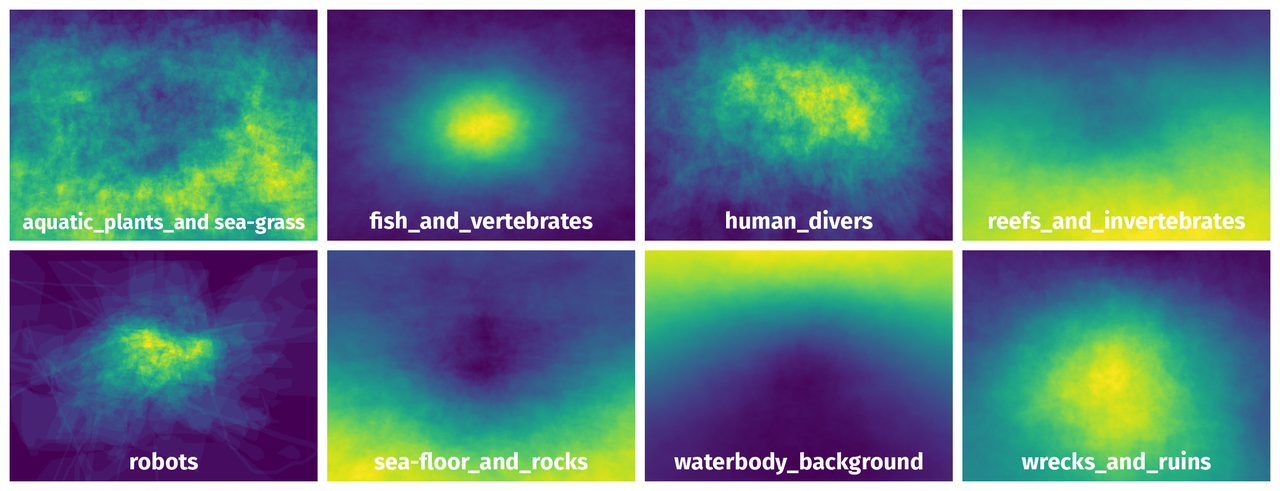 aquatic_plants_and sea-grass
fish_and_vertebrates
human_divers
reefs_and_invertebrates
robots
sea-floor_and_rocks
waterbody_background
wrecks_and_ruins